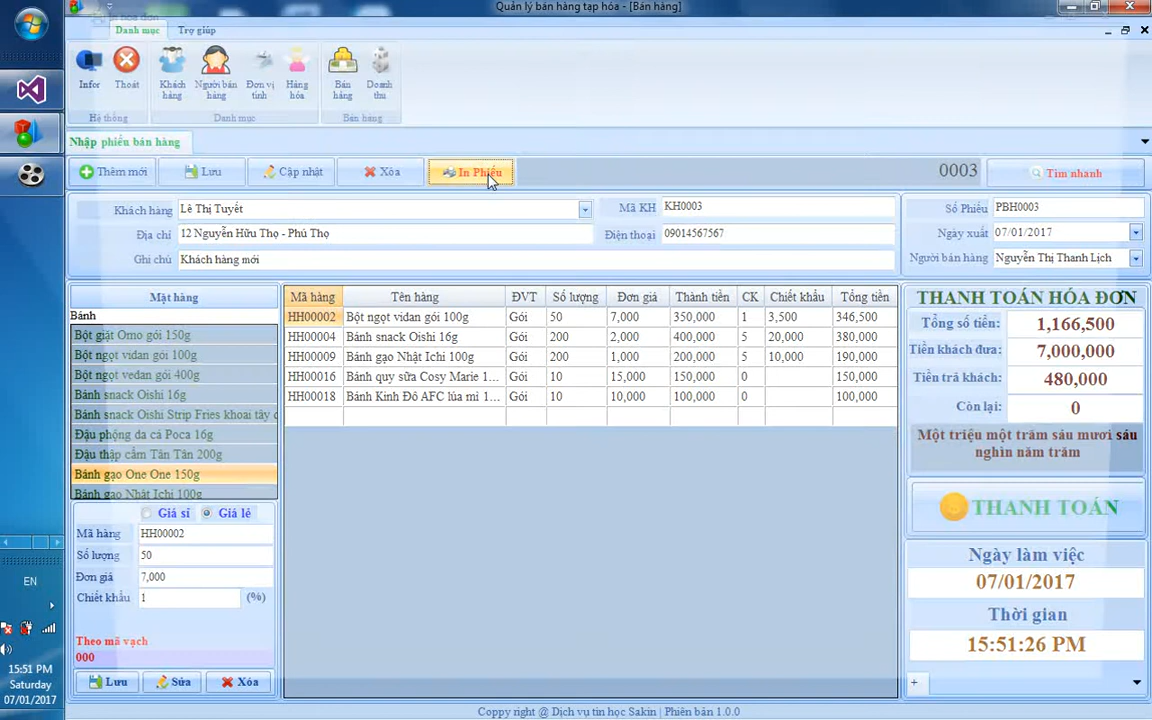 Quản lý bán hàng tạp hóa - [Bán hàng]
Danh mục
Trợ giúp
Infor
Thoát
Khách hàng
Người bán hàng
Đơn vị tính
Hàng hóa
Bán hàng
Doanh thu
Hệ thống
Danh mục
Bán hàng
Nhập phiếu bán hàng
Thêm mới
Lưu
Cập nhật
Xóa
In Phiếu
0003
Tìm nhanh
Khách hàng Lê Thị Tuyết
Mã KH KH0003
Số Phiếu PBH0003
Địa chỉ 12 Nguyễn Hữu Thọ - Phú Thọ
Điện thoại 09014567567
Ngày xuất 07/01/2017
Ghi chú Khách hàng mới
Người bán hàng Nguyễn Thị Thanh Lịch
Mặt hàng
Bánh
Bột giặt Omo gói 150g
Bột ngọt vidan gói 100g
Bột ngọt vedan gói 400g
Bánh snack Oishi 16g
Bánh snack Oishi Strip Fries khoai tây c
Đậu phộng da cá Poca 16g
Đậu thập cẩm Tân Tân 200g
Bánh gạo One One 150g
Bánh gạo Nhật Ichi 100g
Giá sỉ
Giá lẻ
Mã hàng HH00002
Số lượng 50
Đơn giá 7,000
Chiết khấu 1 (%)
Theo mã vạch
000
Lưu
Sửa
Xóa
Mã hàng Tên hàng ĐVT Số lượng Đơn giá Thành tiền CK Chiết khấu Tổng tiền
HH00002 Bột ngọt vidan gói 100g Gói 50 7,000 350,000 1 3,500 346,500
HH00004 Bánh snack Oishi 16g Gói 200 2,000 400,000 5 20,000 380,000
HH00009 Bánh gạo Nhật Ichi 100g Gói 200 1,000 200,000 5 10,000 190,000
HH00016 Bánh quy sữa Cosy Marie 1... Gói 10 15,000 150,000 0 150,000
HH00018 Bánh Kinh Đô AFC lúa mì 1... Gói 10 10,000 100,000 0 100,000
THANH TOÁN HÓA ĐƠN
Tổng số tiền: 1,166,500
Tiền khách đưa: 7,000,000
Tiền trả khách: 480,000
Còn lại: 0
Một triệu một trăm sáu mươi sáu
nghìn năm trăm
THANH TOÁN
Ngày làm việc
07/01/2017
Thời gian
15:51:26 PM
EN
15:51 PM
Saturday
07/01/2017
Coppy right @ Dịch vụ tin học Sakin | Phiên bản 1.0.0